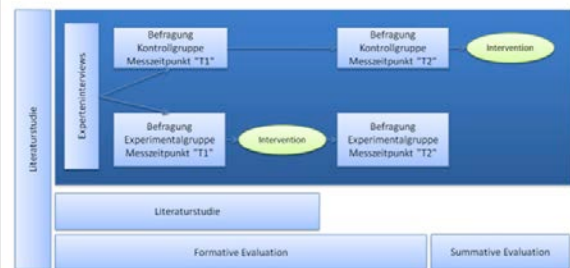 Literaturstudie
Experteninterviews
Befragung
Kontrollgruppe
Messzeitpunkt "T1"
Befragung
Kontrollgruppe
Messzeitpunkt "T2"
Intervention
Befragung
Experimentalgruppe
Messzeitpunkt "T1"
Intervention
Befragung
Experimentalgruppe
Messzeitpunkt "T2"
Literaturstudie
Formative Evaluation
Summative Evaluation